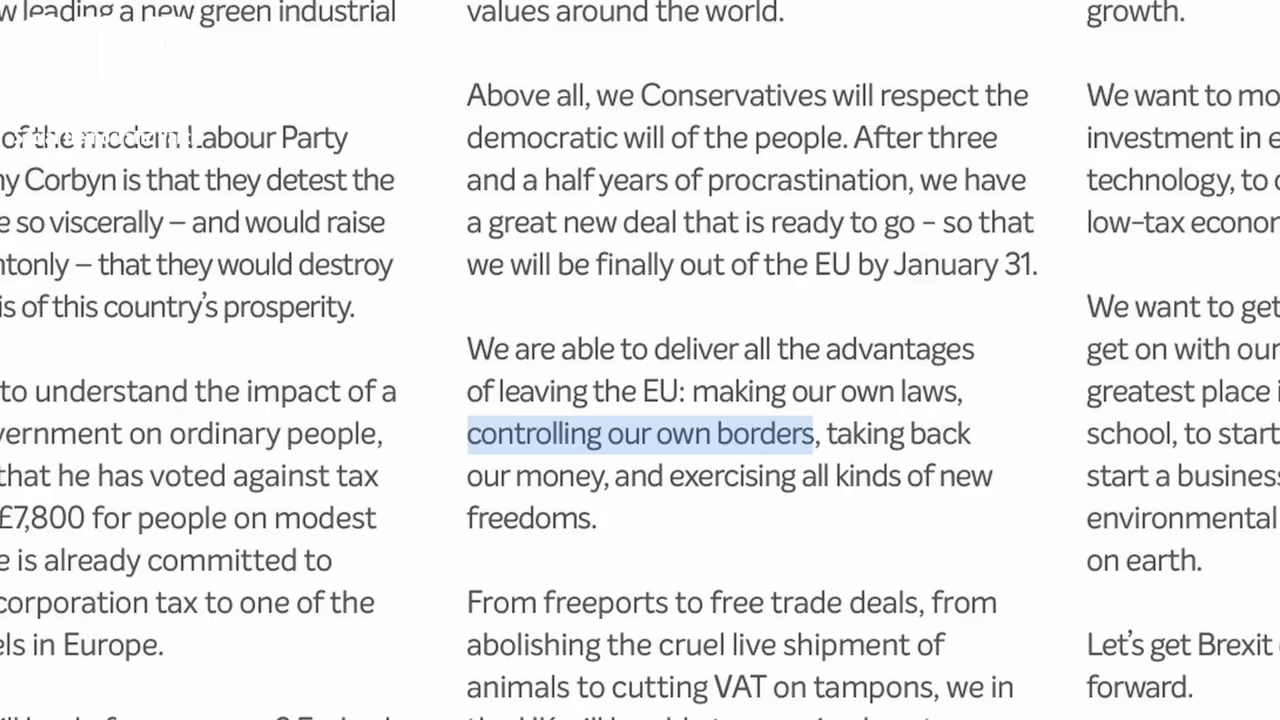 leading a new green industrial
of the modern Labour Party
Corbyn is that they detest the
so viscerally – and would raise
– that they would destroy
of this country's prosperity.
to understand the impact of a
on ordinary people,
that he has voted against tax
£7,800 for people on modest
is already committed to
corporation tax to one of the
in Europe.
values around the world.
Above all, we Conservatives will respect the
democratic will of the people. After three
and a half years of procrastination, we have
a great new deal that is ready to go – so that
we will be finally out of the EU by January 31.
We are able to deliver all the advantages
of leaving the EU: making our own laws,
controlling our own borders, taking back
our money, and exercising all kinds of new
freedoms.
From freeports to free trade deals, from
abolishing the cruel live shipment of
animals to cutting VAT on tampons, we in
growth.
We want to
investment in
technology, to
low-tax
We want to get
get on with our
greatest place
school, to start
start a business
environmental
on earth.
Let's get Brexit
forward.